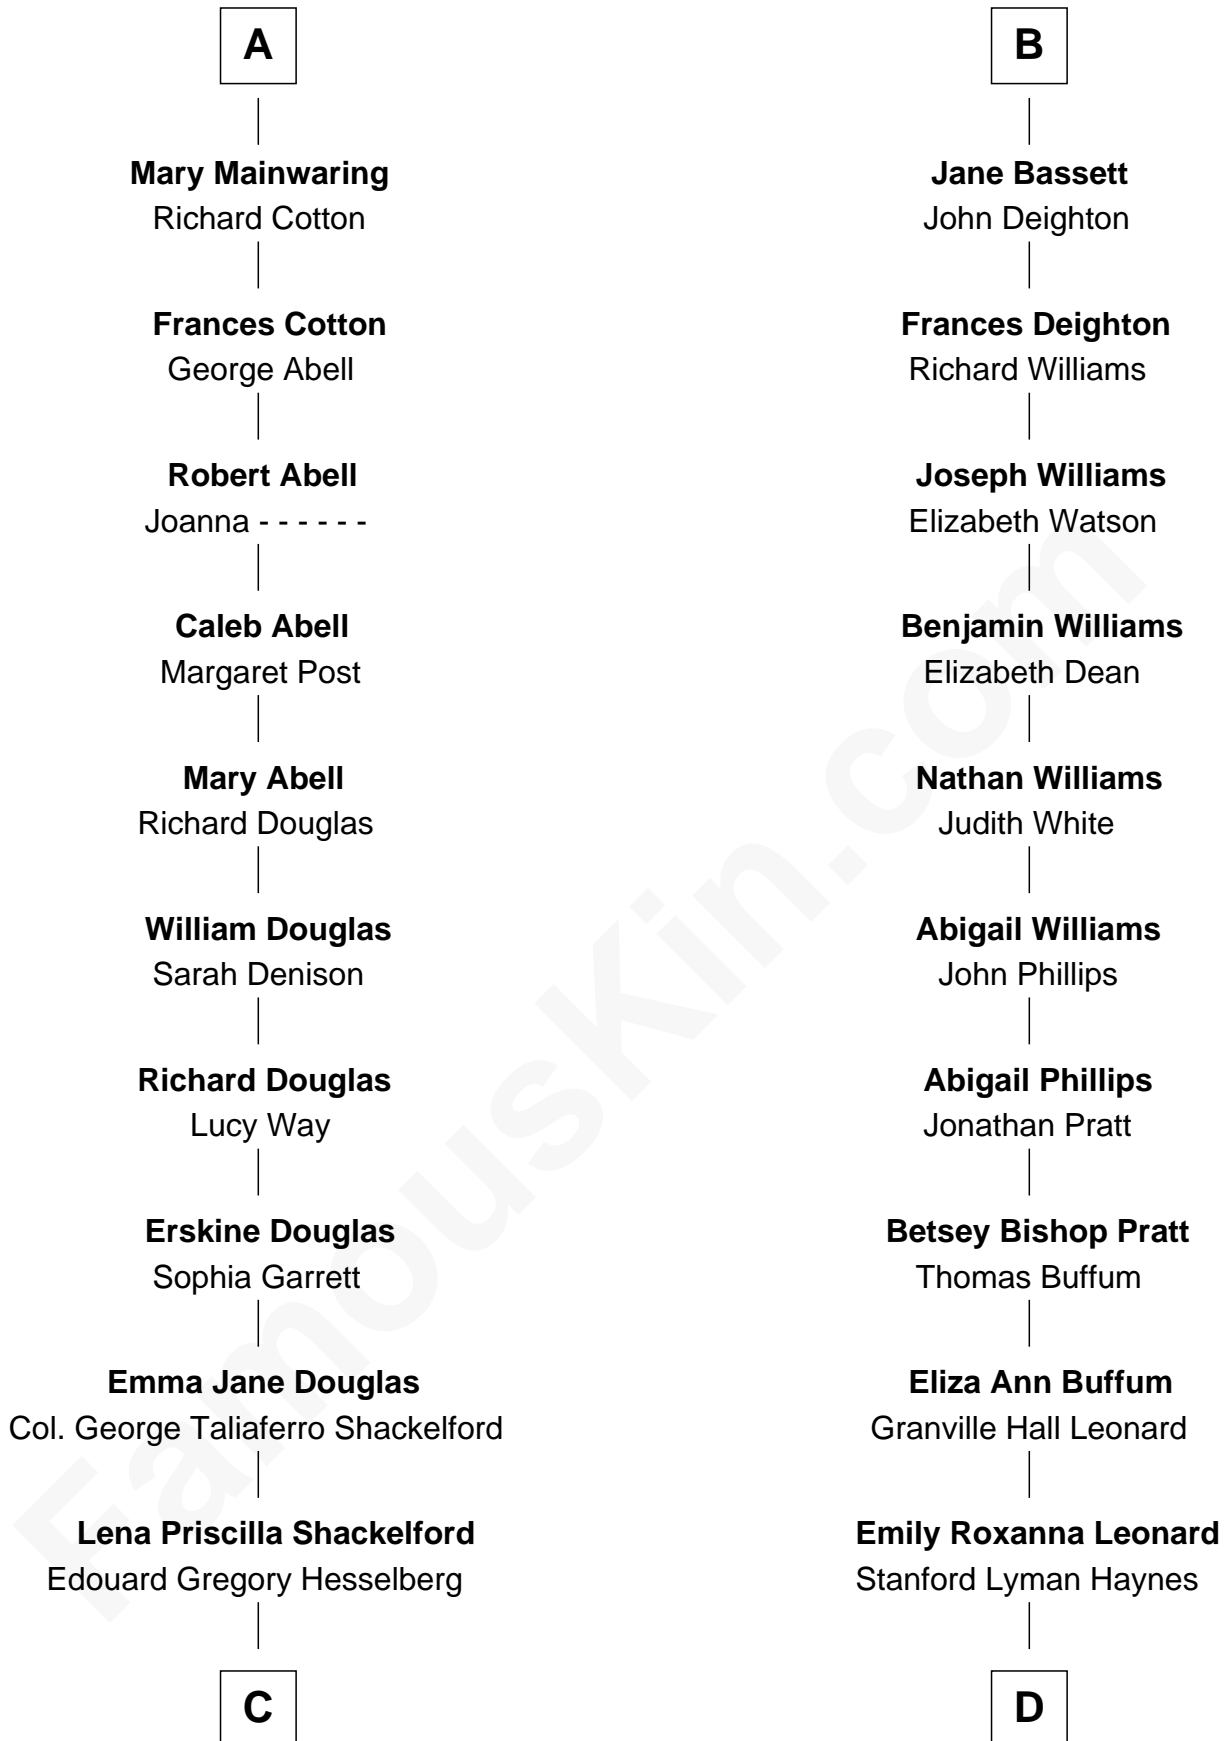 A
Mary Mainwaring
Richard Cotton
Frances Cotton
George Abell
Robert Abell
Joanna - - - - - -
Caleb Abell
Margaret Post
Mary Abell
Richard Douglas
William Douglas
Sarah Denison
Richard Douglas
Lucy Way
Erskine Douglas
Sophia Garrett
Emma Jane Douglas
Col. George Taliaferro Shackelford
Lena Priscilla Shackelford
Edouard Gregory Hesselberg
C
B
Jane Bassett
John Deighton
Frances Deighton
Richard Williams
Joseph Williams
Elizabeth Watson
Benjamin Williams
Elizabeth Dean
Nathan Williams
Judith White
Abigail Williams
John Phillips
Abigail Phillips
Jonathan Pratt
Betsey Bishop Pratt
Thomas Buffum
Eliza Ann Buffum
Granville Hall Leonard
Emily Roxanna Leonard
Stanford Lyman Haynes
D
FamousKin.com